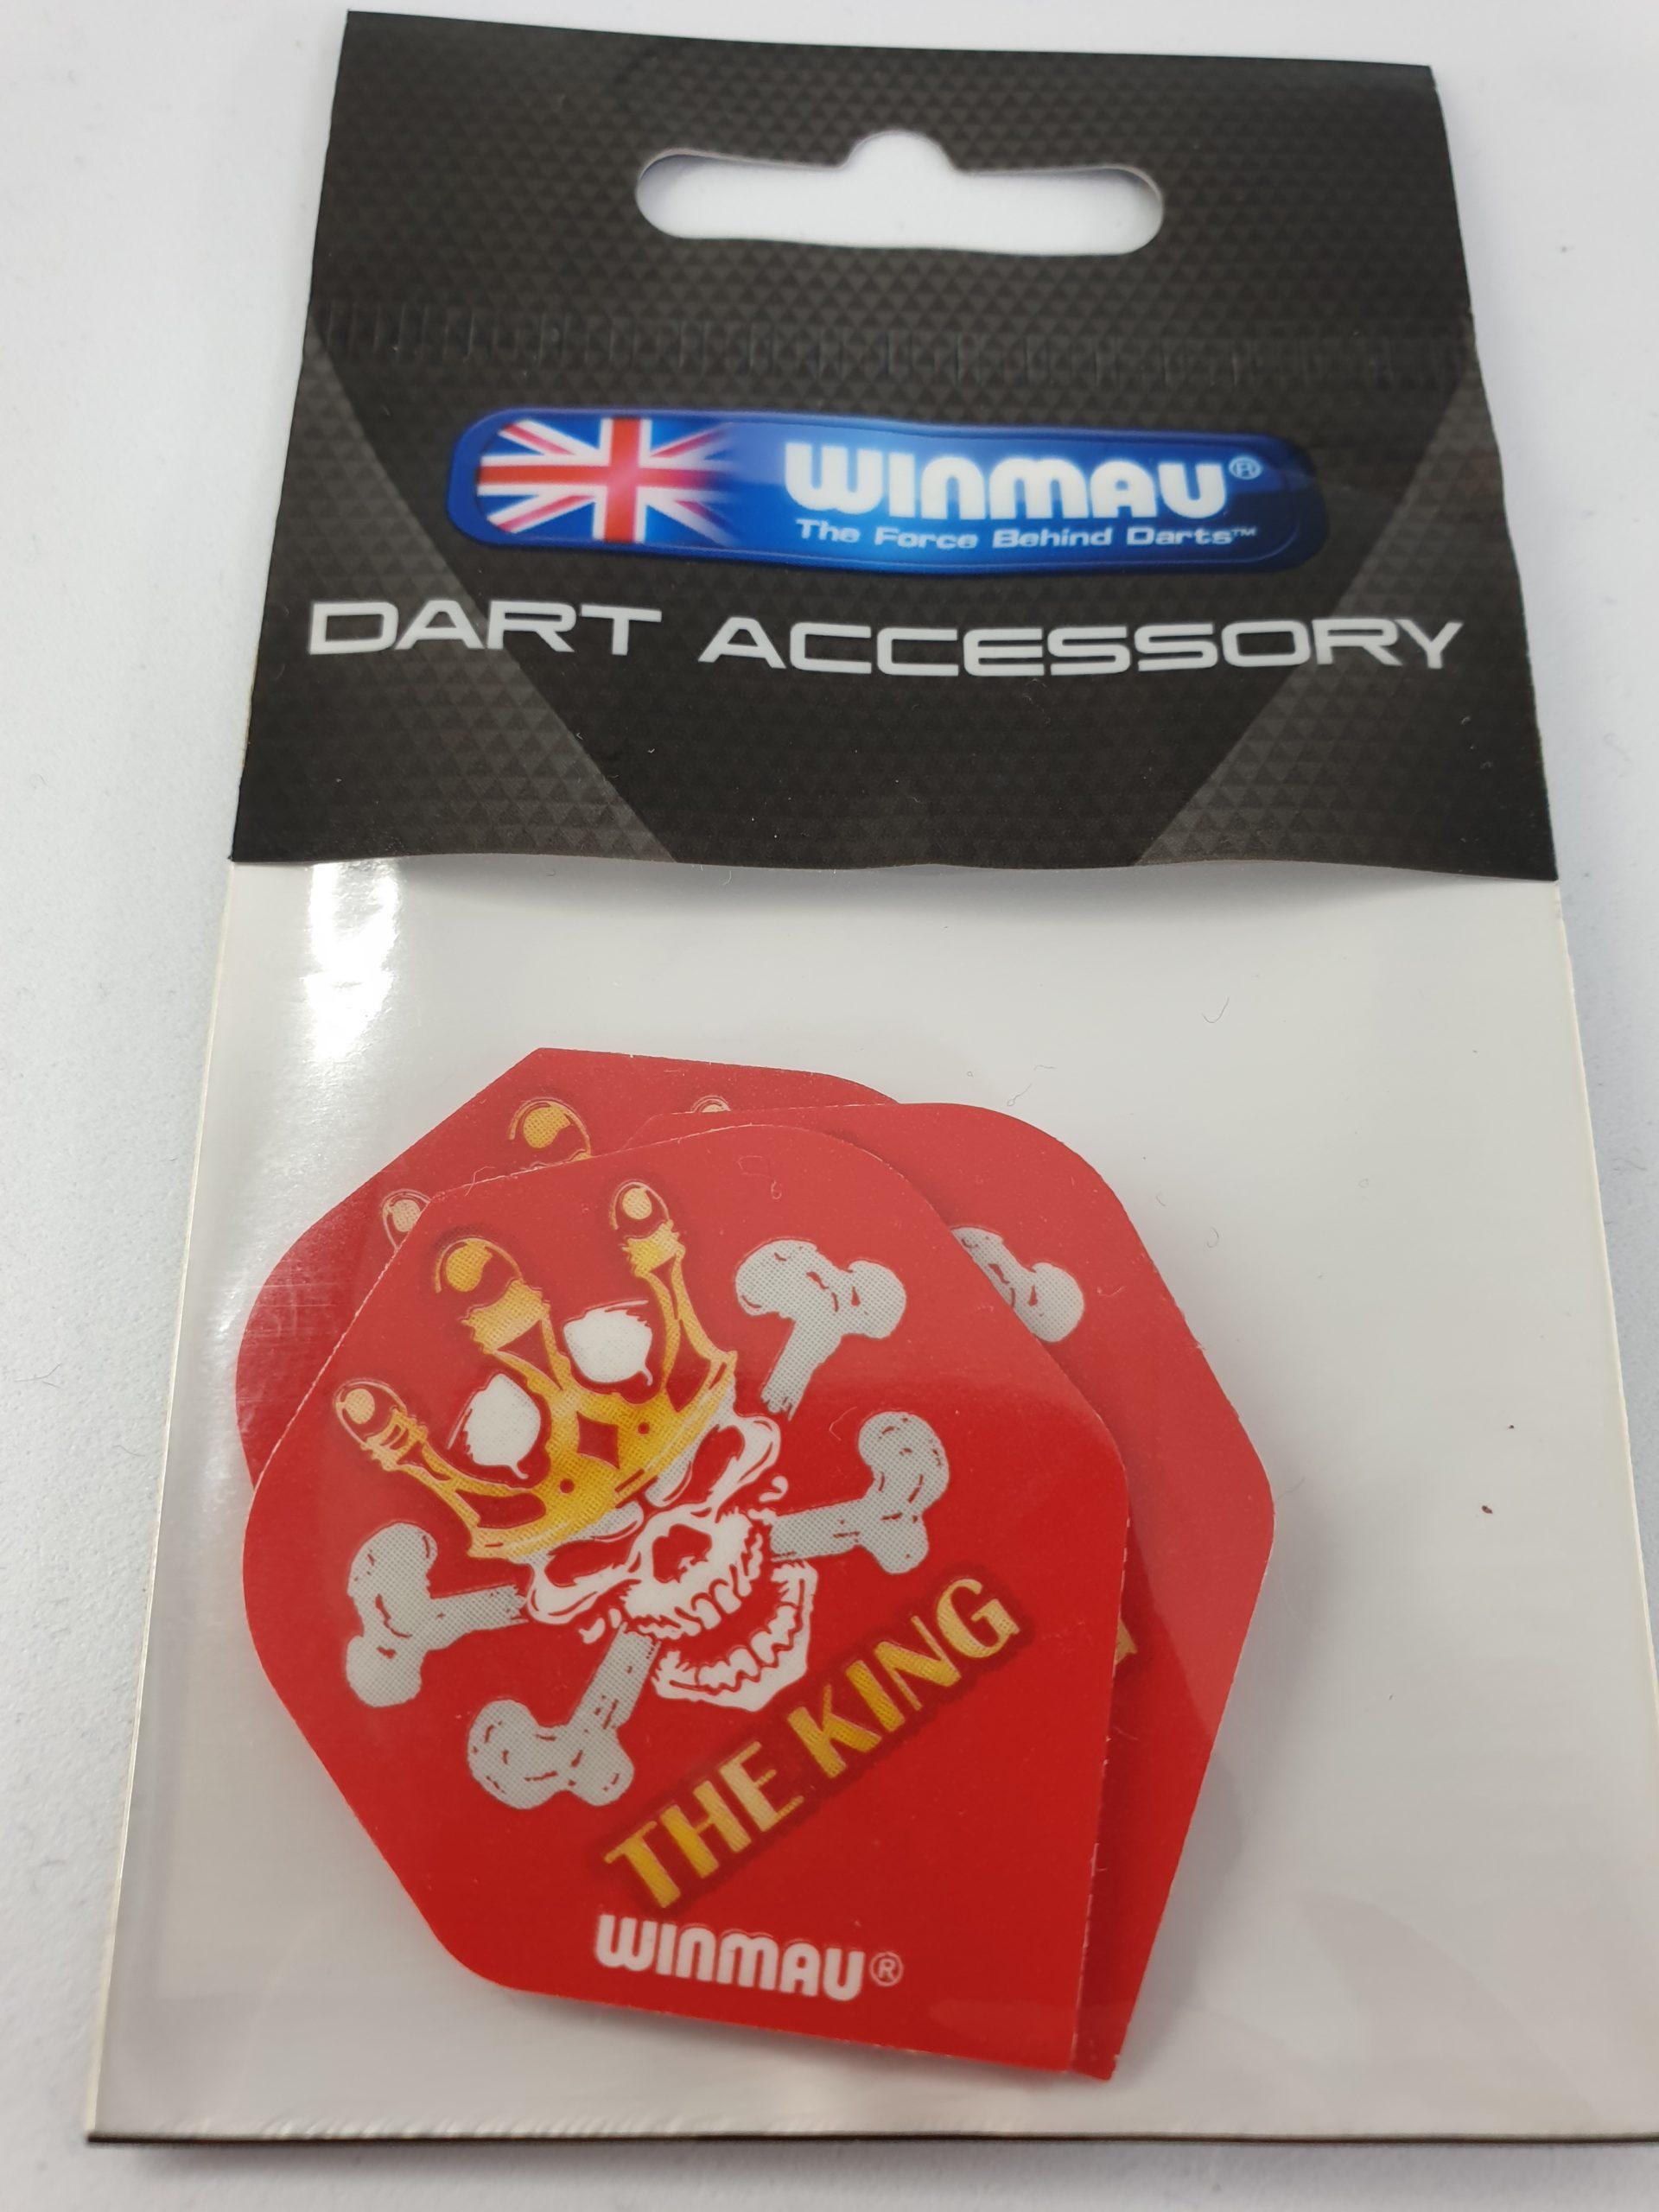 WINMAU®
The Force Behind Darts™
DART ACCESSORY
THE KING
WINMAU®